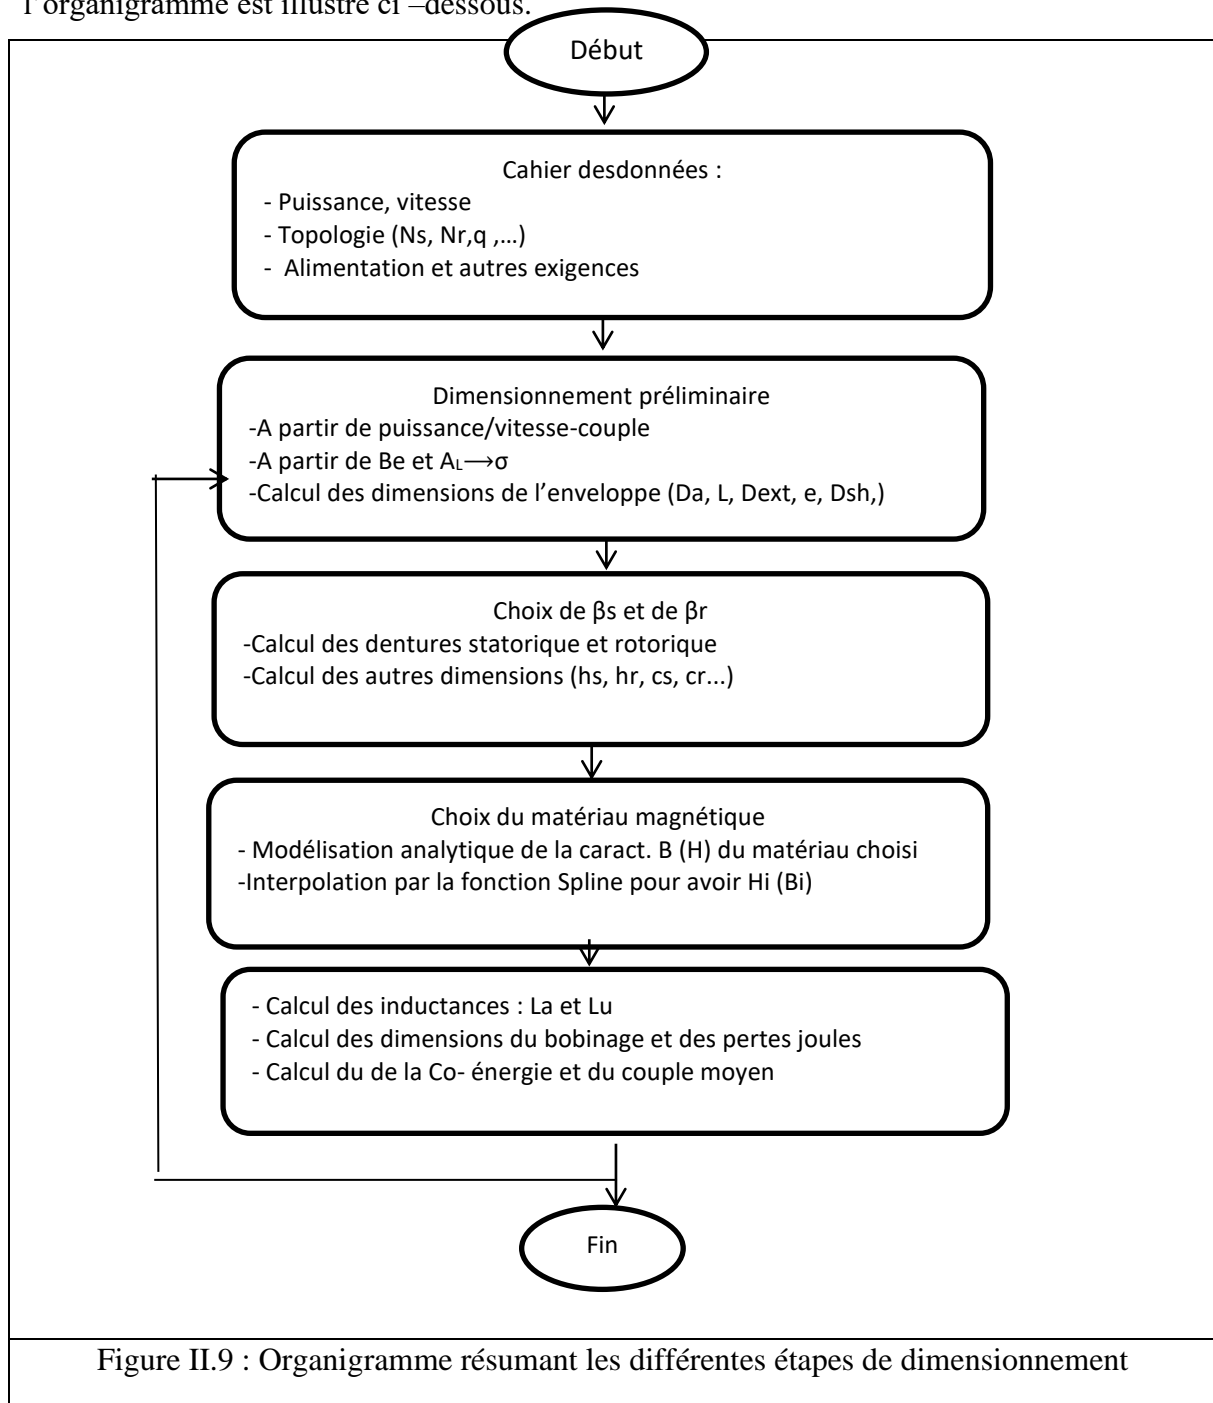 l’organigramme est illustré ci –dessous.
Début
Cahier desdonnées :
- Puissance, vitesse
- Topologie (Ns, Nr,q ,…)
- Alimentation et autres exigences
Dimensionnement préliminaire
-A partir de puissance/vitesse-couple
-A partir de Be et AL→σ
-Calcul des dimensions de l’enveloppe (Da, L, Dext, e, Dsh,)
Choix de βs et de βr
-Calcul des dentures statorique et rotorique
-Calcul des autres dimensions (hs, hr, cs, cr...)
Choix du matériau magnétique
- Modélisation analytique de la caract. B (H) du matériau choisi
-Interpolation par la fonction Spline pour avoir Hi (Bi)
- Calcul des inductances : La et Lu
- Calcul des dimensions du bobinage et des pertes joules
- Calcul du de la Co- énergie et du couple moyen
Fin
Figure II.9 : Organigramme résumant les différentes étapes de dimensionnement